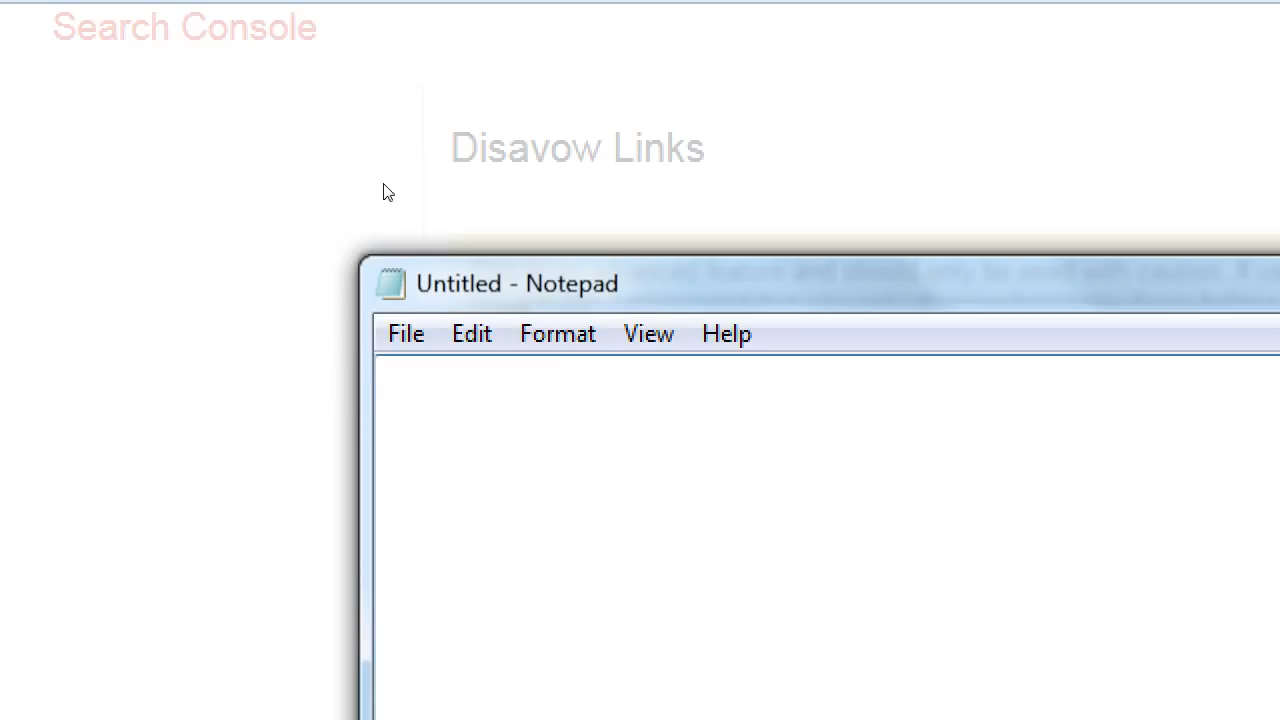 Search Console
Disavow Links
Untitled - Notepad
File Edit Format View Help